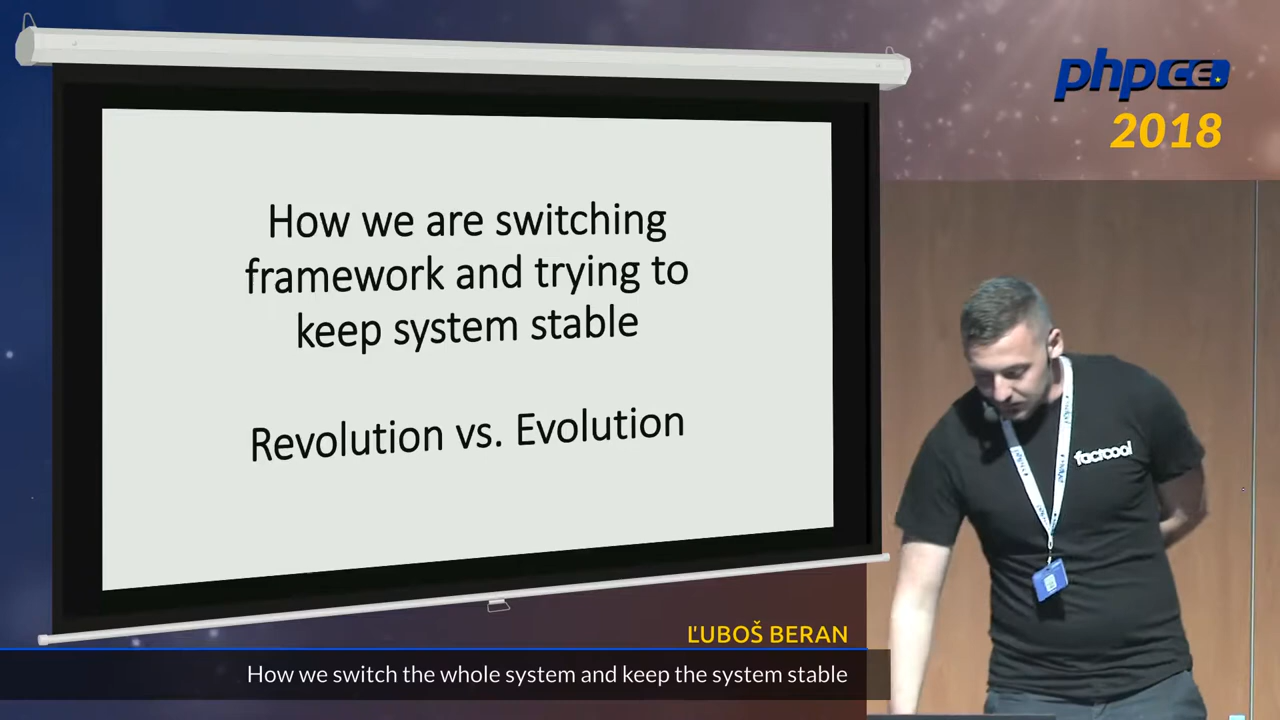 phpce
2018
How we are switching
framework and trying to
keep system stable
Revolution vs. Evolution
factcool
ĽUBOŠ BERAN
How we switch the whole system and keep the system stable